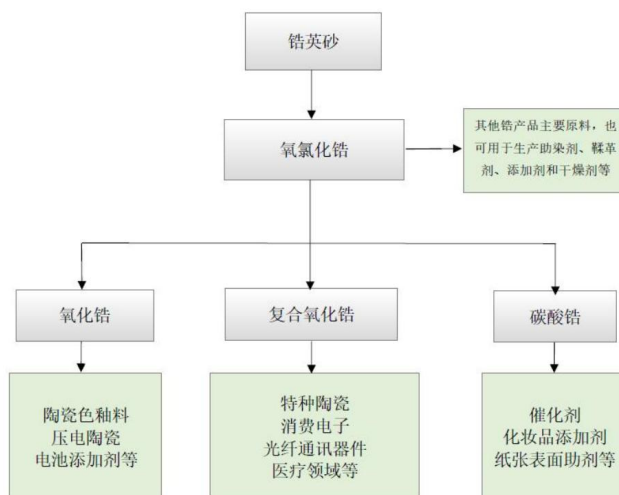 锆英砂
氧氯化锆
其他锆产品主要原料，也
可用于生产助染剂、鞣革
剂、添加剂和干燥剂等
氧化锆
复合氧化锆
碳酸锆
陶瓷色釉料
压电陶瓷
电池添加剂等
特种陶瓷
消费电子
光纤通讯器件
医疗领域等
催化剂
化妆品添加剂
纸张表面助剂等